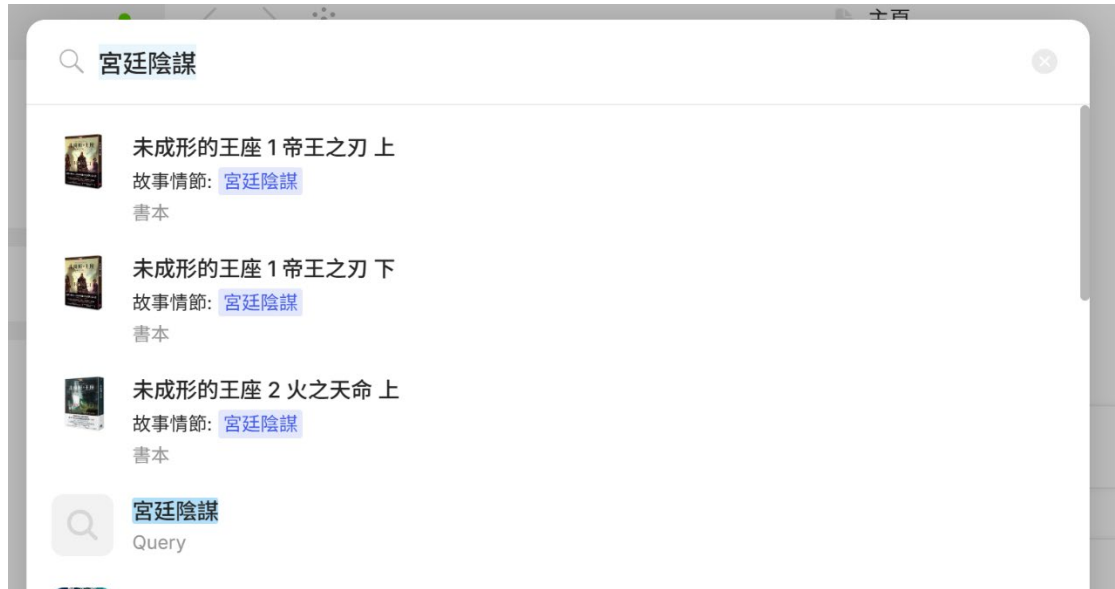 主頁
宮廷陰謀
未成形的王座 1 帝王之刃 上
故事情節: 宮廷陰謀
書本
未成形的王座 1 帝王之刃 下
故事情節: 宮廷陰謀
書本
未成形的王座 2 火之天命 上
故事情節: 宮廷陰謀
書本
宮廷陰謀
Query